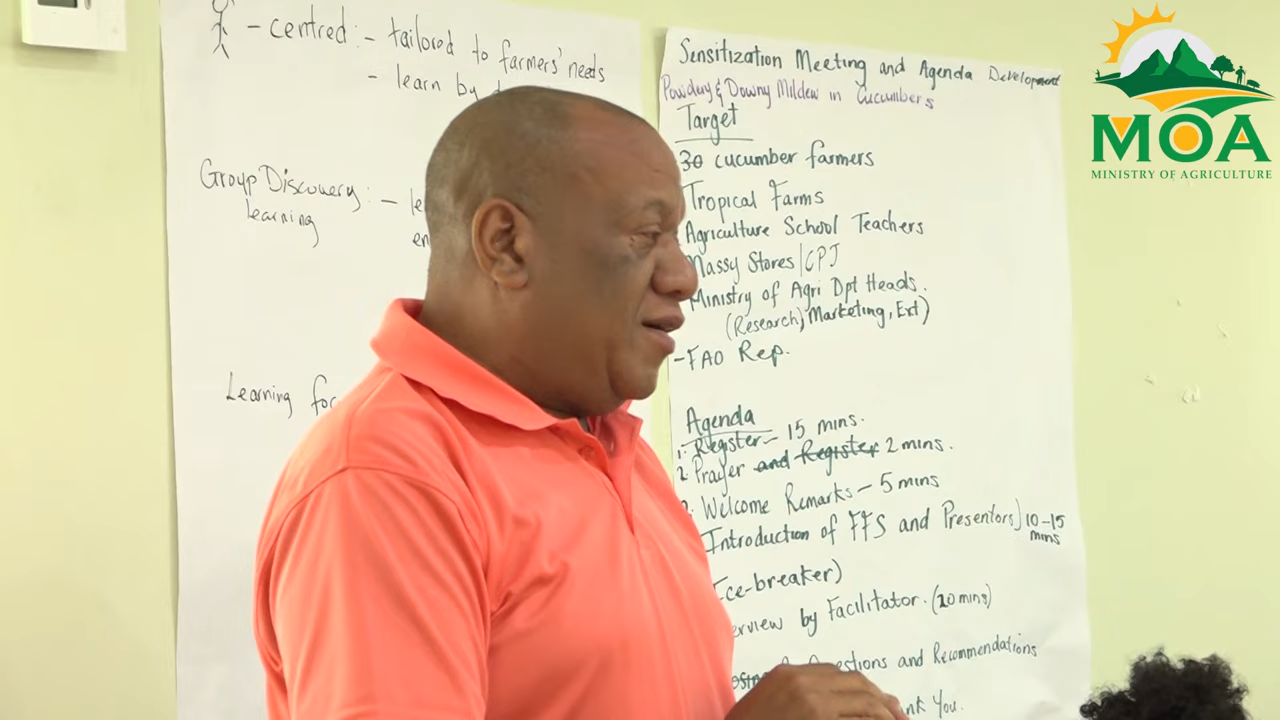 - centred: - tailored to farmers' needs
- learn by
Group Discovery: -
learning
Learning
Sensitization Meeting and Agenda Development
Powdery & Downy Mildew in Cucumbers
Target
30 cucumber farmers
Tropical Farms
Agriculture School Teachers
Massy Stores/CPJ
Ministry of Agri Dpt Heads.
(Research, Marketing, Ext)
- FAO Rep.
Agenda
1. Register - 15 mins.
2. Prayer and Register 2 mins.
Welcome Remarks - 5 mins
Introduction of FFS and Presentors) 10-15 mins
Ice-breaker)
by Facilitator. (20 mins)
and Recommendations
MOA
MINISTRY OF AGRICULTURE